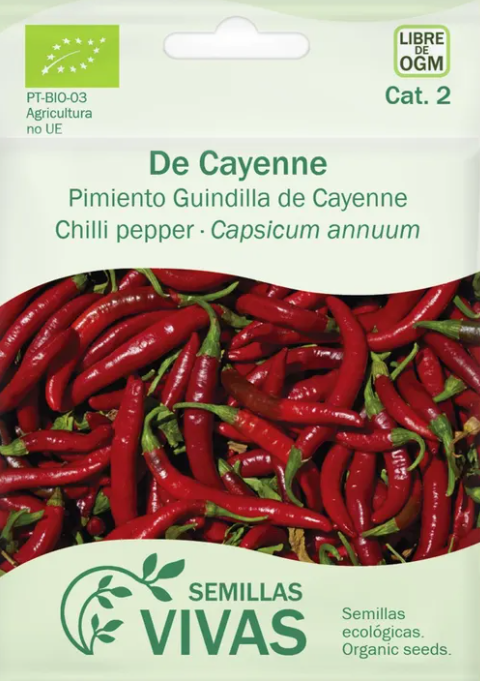 LIBRE
DE
OGM
PT-BIO-03
Agricultura
no UE
Cat. 2
De Cayenne
Pimiento Guindilla de Cayenne
Chilli pepper · Capsicum annuum
SEMILLAS
VIVAS
Semillas
ecológicas.
Organic seeds.